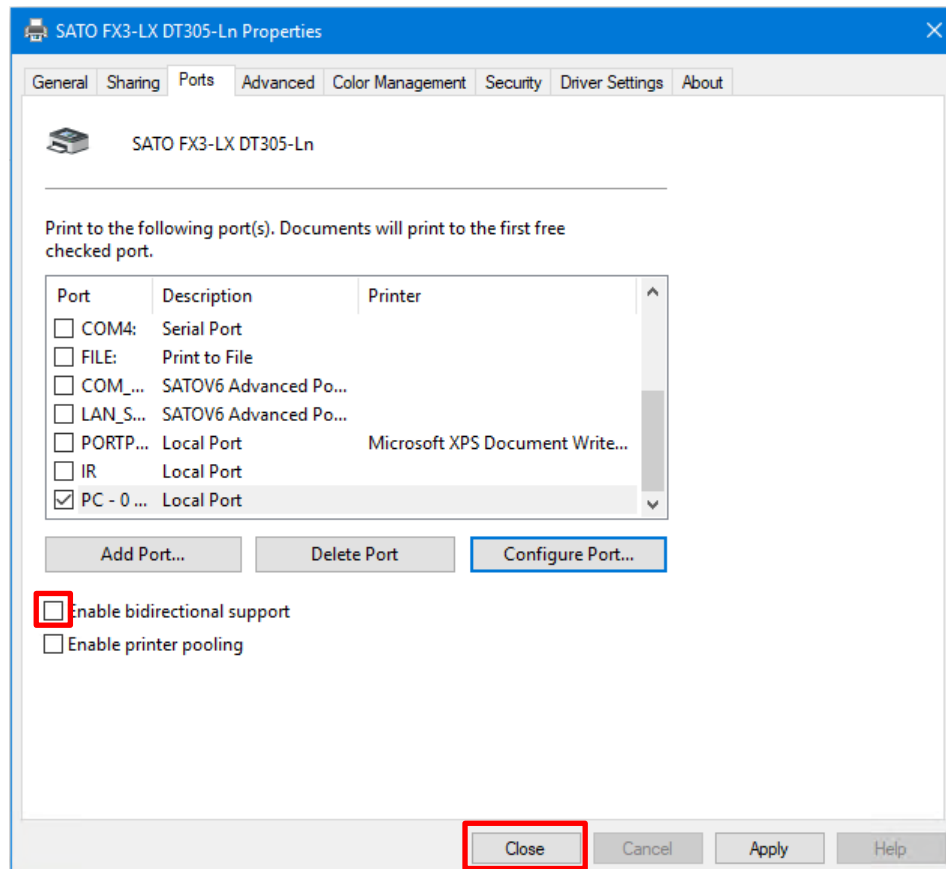 SATO FX3-LX DT305-Ln Properties
General Sharing Ports Advanced Color Management Security Driver Settings About
SATO FX3-LX DT305-Ln
Print to the following port(s). Documents will print to the first free
checked port.
Port Description Printer
COM4: Serial Port
FILE: Print to File
COM_... SATOV6 Advanced Po...
LAN_S... SATOV6 Advanced Po...
PORTP... Local Port Microsoft XPS Document Write...
IR Local Port
PC - 0 ... Local Port
Add Port... Delete Port Configure Port...
Enable bidirectional support
Enable printer pooling
Close Cancel Apply Help